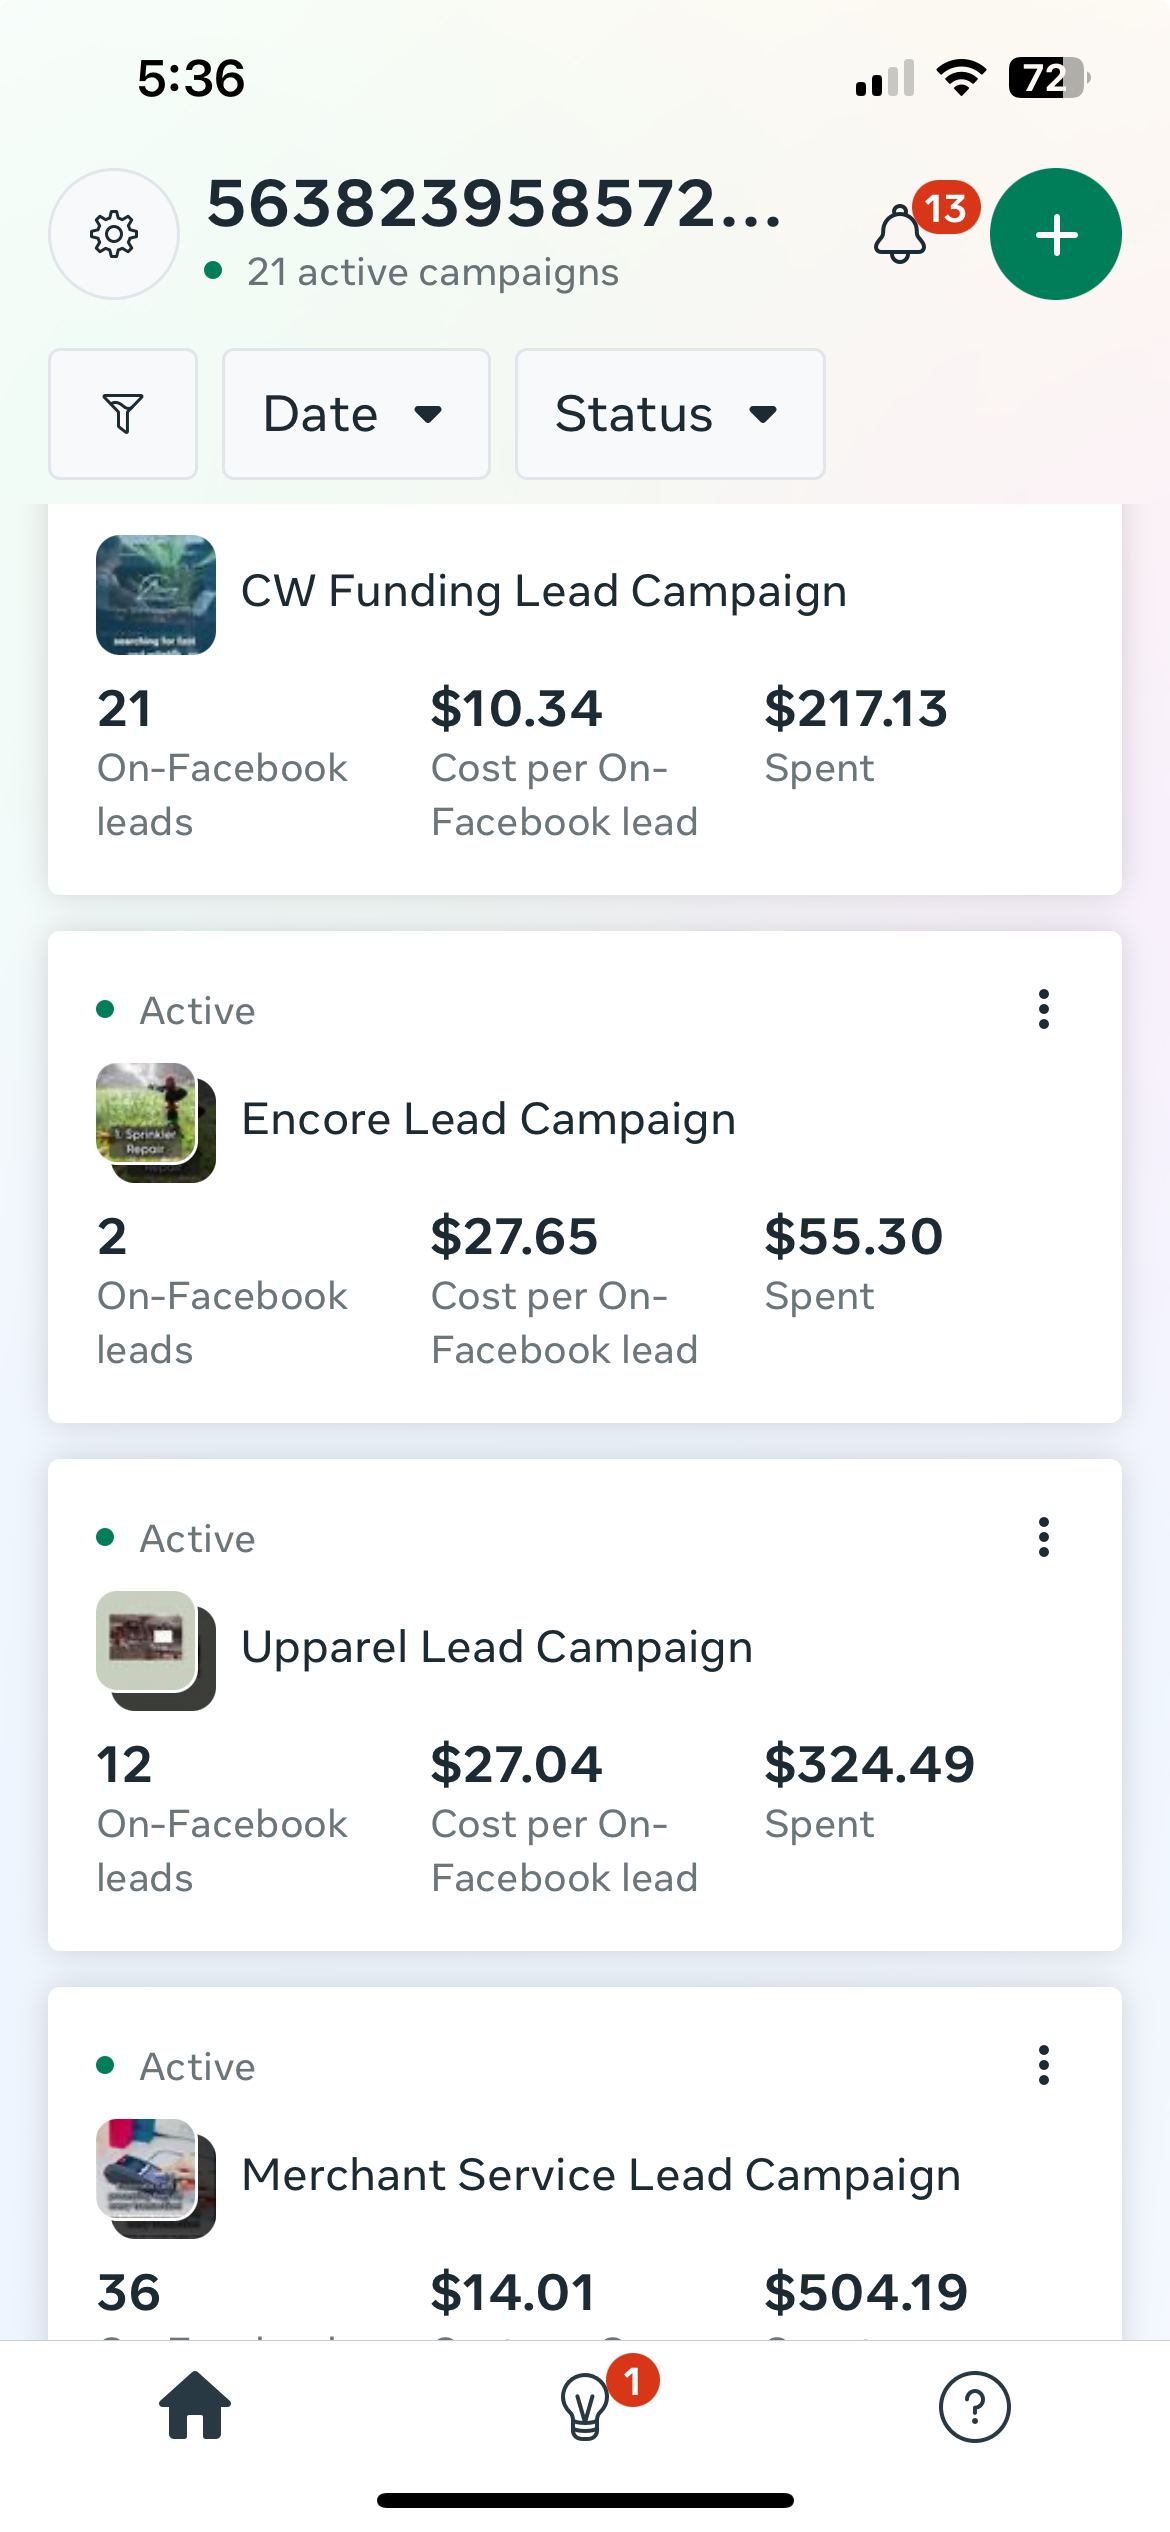 5:36
72
563823958572...
13
21 active campaigns
Date
Status
searching for
CW Funding Lead Campaign
21
$10.34
$217.13
On-Facebook
leads
Cost per On-
Facebook lead
Spent
Active
1. Sprinkler
Repair
Repair
Encore Lead Campaign
2
$27.65
$55.30
On-Facebook
leads
Cost per On-
Facebook lead
Spent
Active
Upparel Lead Campaign
12
$27.04
$324.49
On-Facebook
leads
Cost per On-
Facebook lead
Spent
Active
Merchant Service Lead Campaign
36
$14.01
$504.19
1
?